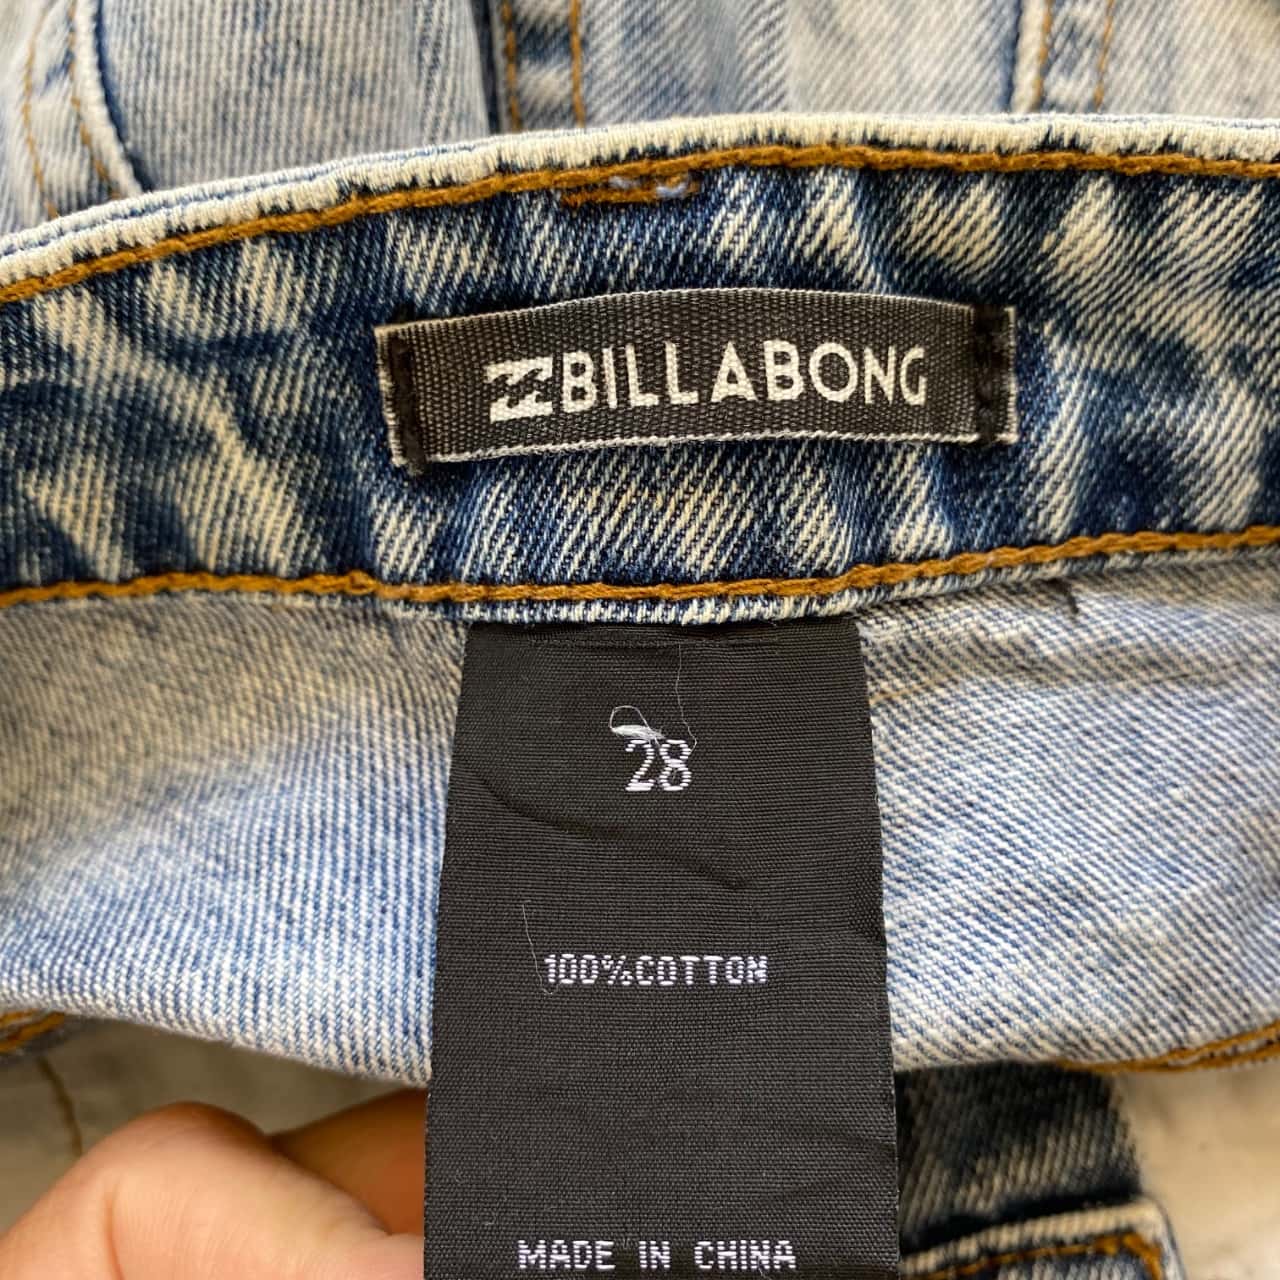 BILLABONG
28
100%COTTON
MADE IN CHINA